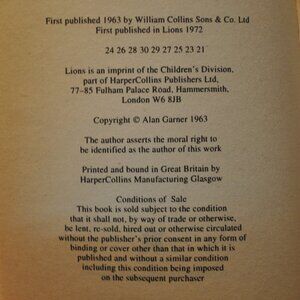 First published 1963 by William Collins Sons & Co. Ltd
First published in Lions 1972
24 26 28 30 29 27 25 23 21
Lions is an imprint of the Children's Division,
part of HarperCollins Publishers Ltd,
77–85 Fulham Palace Road, Hammersmith,
London W6 8JB
Copyright © Alan Garner 1963
The author asserts the moral right to
be identified as the author of this work
Printed and bound in Great Britain by
HarperCollins Manufacturing Glasgow
Conditions of Sale
This book is sold subject to the condition
that it shall not, by way of trade or otherwise,
be lent, re-sold, hired out or otherwise circulated
without the publisher's prior consent in any form of
binding or cover other than that in which it is
published and without a similar condition
including this condition being imposed
on the subsequent purchaser